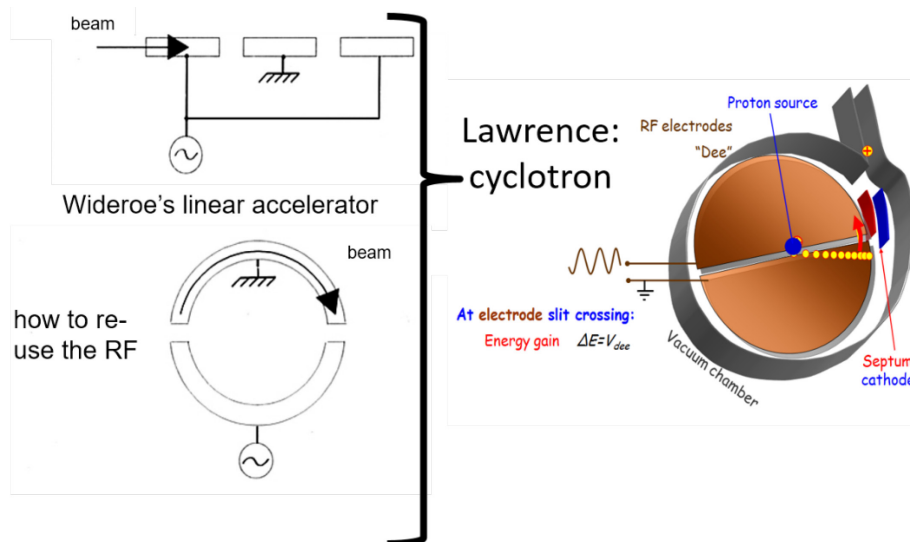 beam
Wideroe's linear accelerator
beam
how to re-
use the RF
Lawrence:
cyclotron
Proton source
RF electrodes
"Dee"
At electrode slit crossing:
Energy gain ΔE=Vdee
Vacuum chamber
Septum
cathode